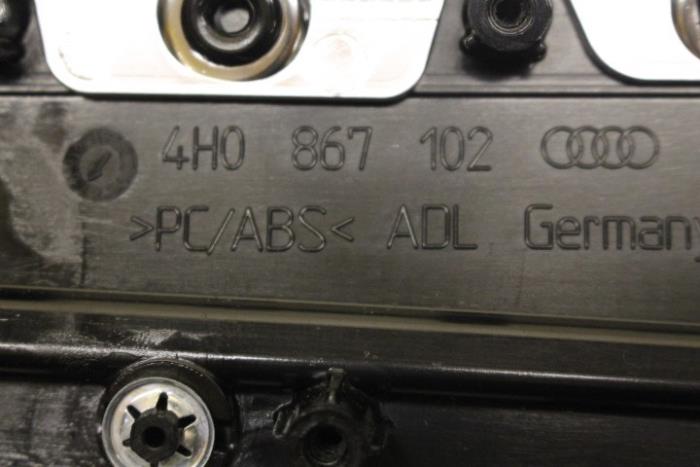 4H0 867 102
>PC/ABS< ADL Germany